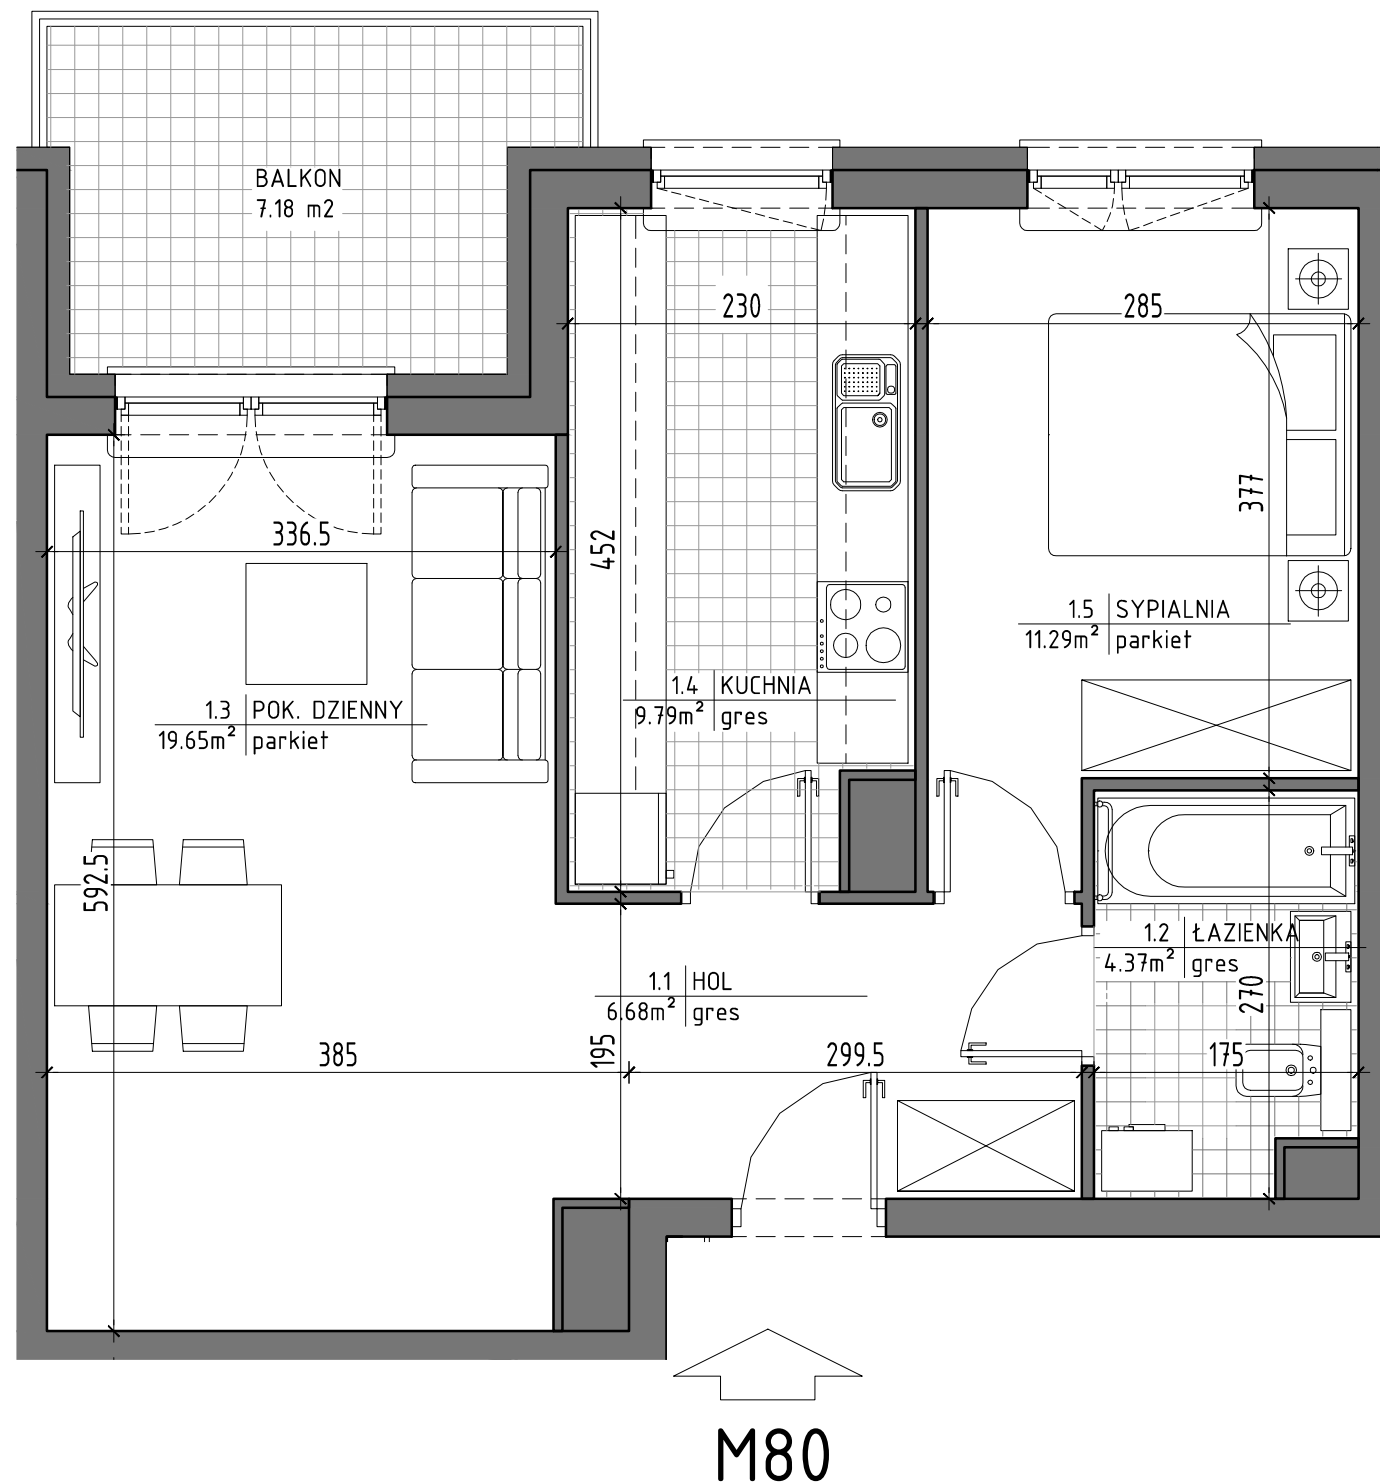 BALKON
7.18 m2
230
285
377
336.5
452
1.5 SYPIALNIA
11.29m² parkiet
1.4 KUCHNIA
9.79m² gres
1.3 POK. DZIENNY
19.65m² parkiet
592.5
1.2 ŁAZIENKA
4.37m² gres
1.1 HOL
6.68m² gres
270
195
385
299.5
175
M80